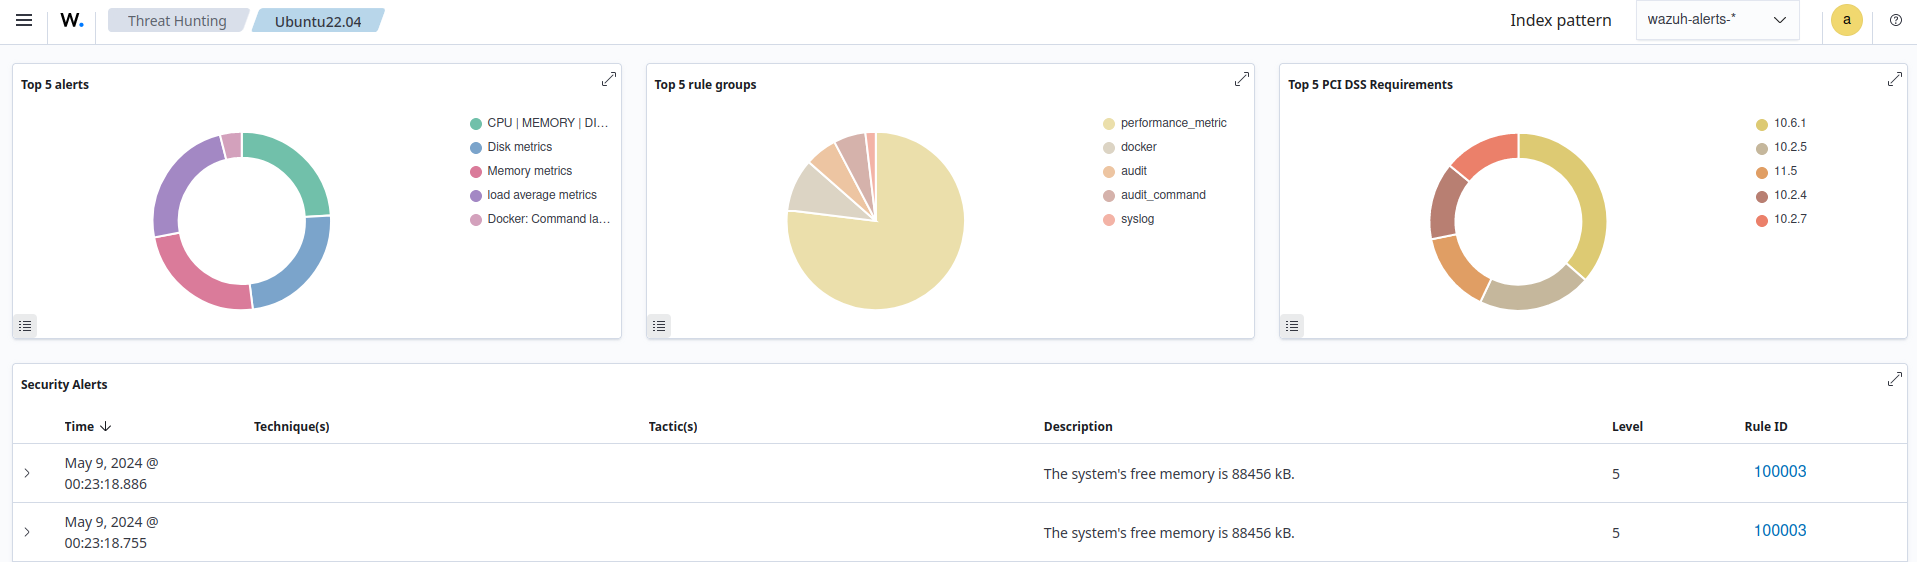 W.
Threat Hunting
Ubuntu22.04
Index pattern
wazuh-alerts-*
a
Top 5 alerts
CPU | MEMORY | DI...
Disk metrics
Memory metrics
load average metrics
Docker: Command la...
Top 5 rule groups
performance_metric
docker
audit
audit_command
syslog
Top 5 PCI DSS Requirements
10.6.1
10.2.5
11.5
10.2.4
10.2.7
Security Alerts
Time Technique(s) Tactic(s) Description Level Rule ID
May 9, 2024 @
00:23:18.886
The system's free memory is 88456 kB. 5 100003
May 9, 2024 @
00:23:18.755
The system's free memory is 88456 kB. 5 100003